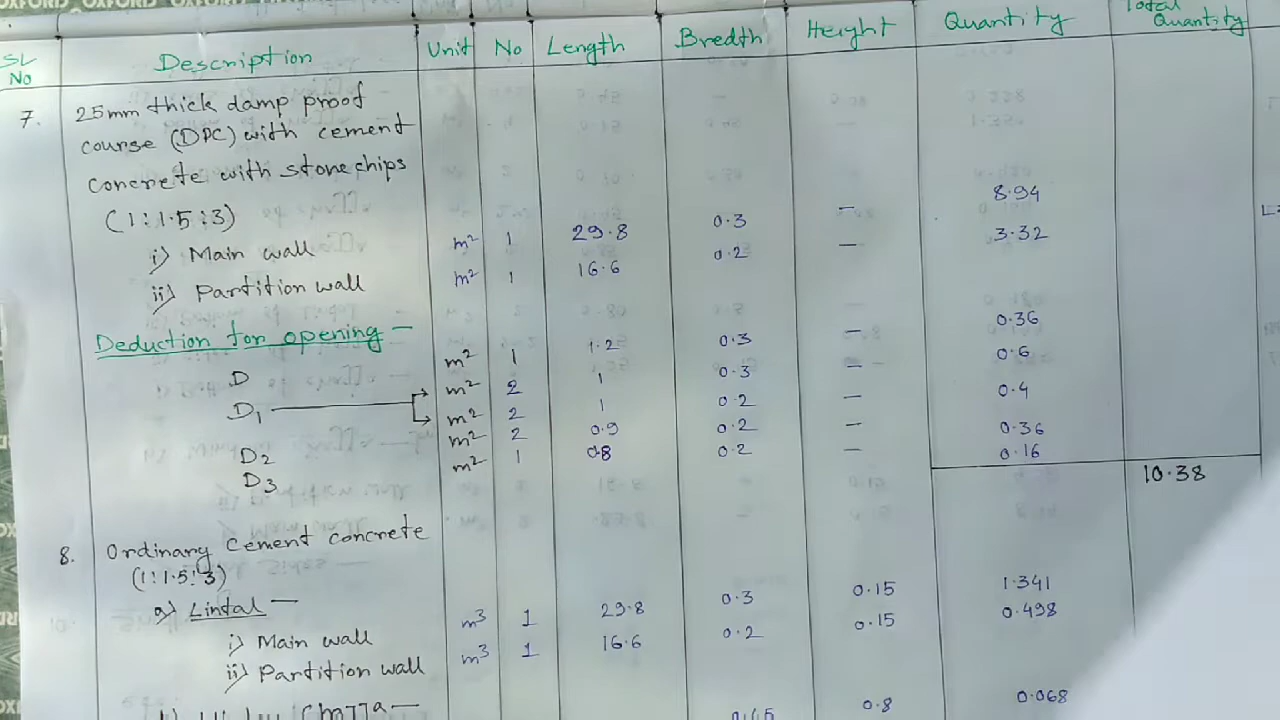 OXFORD OXFORD OXFORD
SL No Description Unit No Length Bredth Height Quantity Total Quantity
7. 25mm thick damp proof
course (DPC) with cement
concrete with stone chips
(1:1.5:3)
i) Main wall m² 1 29.8 0.3 — 8.94
ii) Partition wall m² 1 16.6 0.2 — 3.32
Deduction for opening —
D m² 1 1.2 0.3 — 0.36
D₁ m² 2 1 0.3 — 0.6
m² 2 1 0.2 — 0.4
D₂ m² 2 0.9 0.2 — 0.36
D₃ m² 1 0.8 0.2 — 0.16
10.38
8. Ordinary cement concrete
(1:1.5:3)
a) Lintal —
i) Main wall m³ 1 29.8 0.3 0.15 1.341
ii) Partition wall m³ 1 16.6 0.2 0.15 0.498
0.8 0.068